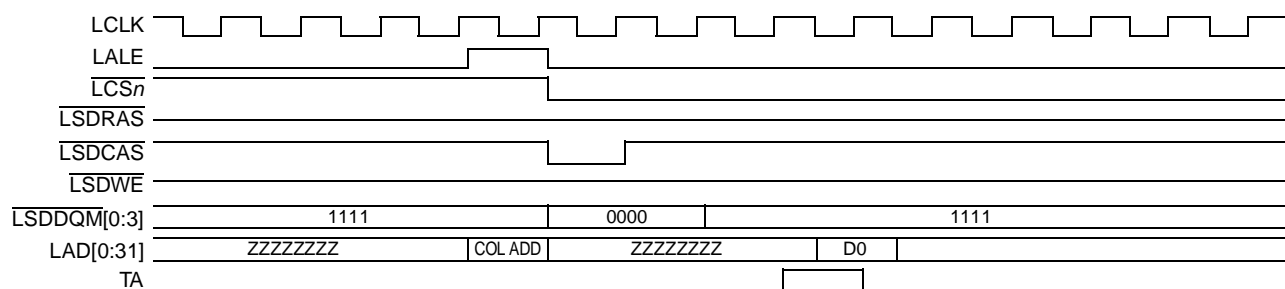 LCLK
LALE
LCSn
LSDRAS
LSDCAS
LSDWE
LSDDQM[0:3] 1111 0000 1111
LAD[0:31] ZZZZZZZZ COL ADD ZZZZZZZZ D0
TA